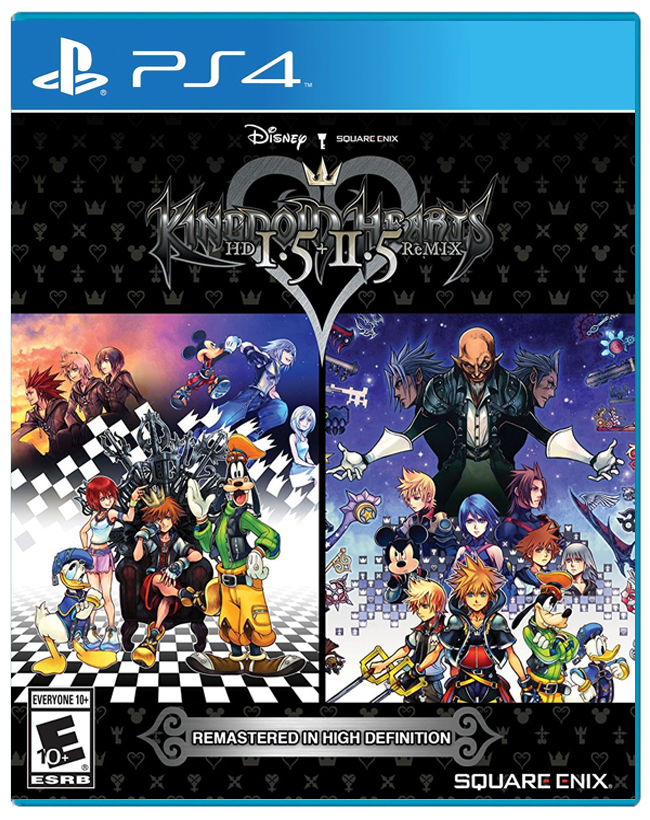 PS4™
Disney SQUARE ENIX
KINGDOM HEARTS
HD I.5+II.5 ReMIX
EVERYONE 10+
E
10+
®
ESRB
REMASTERED IN HIGH DEFINITION
SQUARE ENIX®